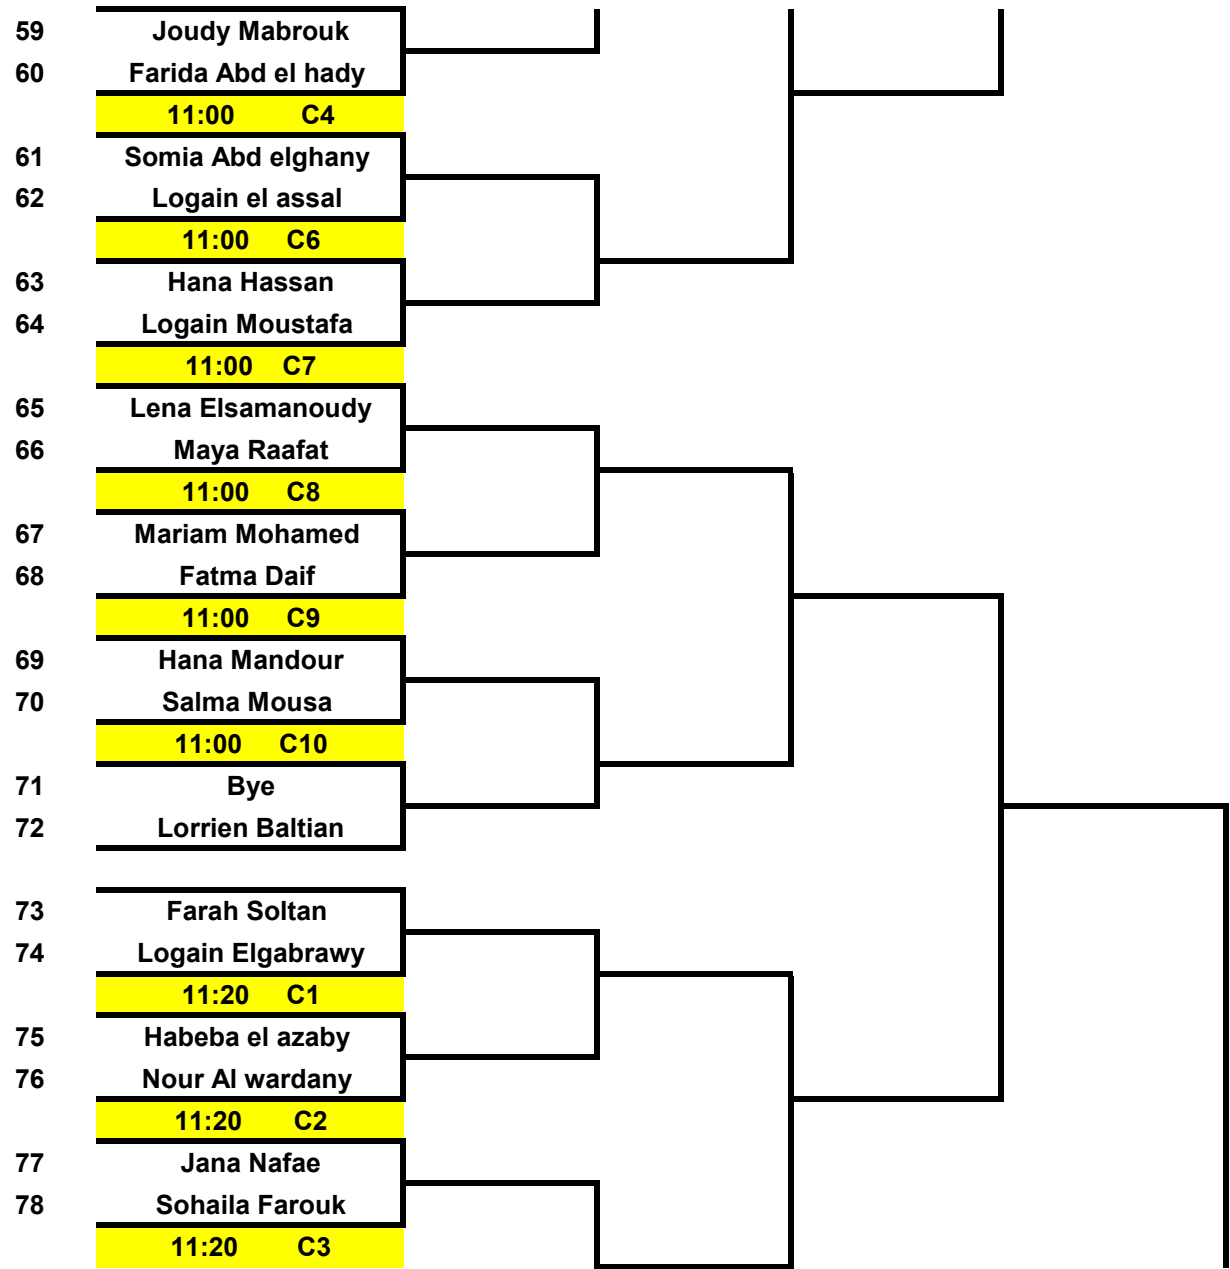 59 Joudy Mabrouk
60 Farida Abd el hady
11:00 C4
61 Somia Abd elghany
62 Logain el assal
11:00 C6
63 Hana Hassan
64 Logain Moustafa
11:00 C7
65 Lena Elsamanoudy
66 Maya Raafat
11:00 C8
67 Mariam Mohamed
68 Fatma Daif
11:00 C9
69 Hana Mandour
70 Salma Mousa
11:00 C10
71 Bye
72 Lorrien Baltian
73 Farah Soltan
74 Logain Elgabrawy
11:20 C1
75 Habeba el azaby
76 Nour Al wardany
11:20 C2
77 Jana Nafae
78 Sohaila Farouk
11:20 C3